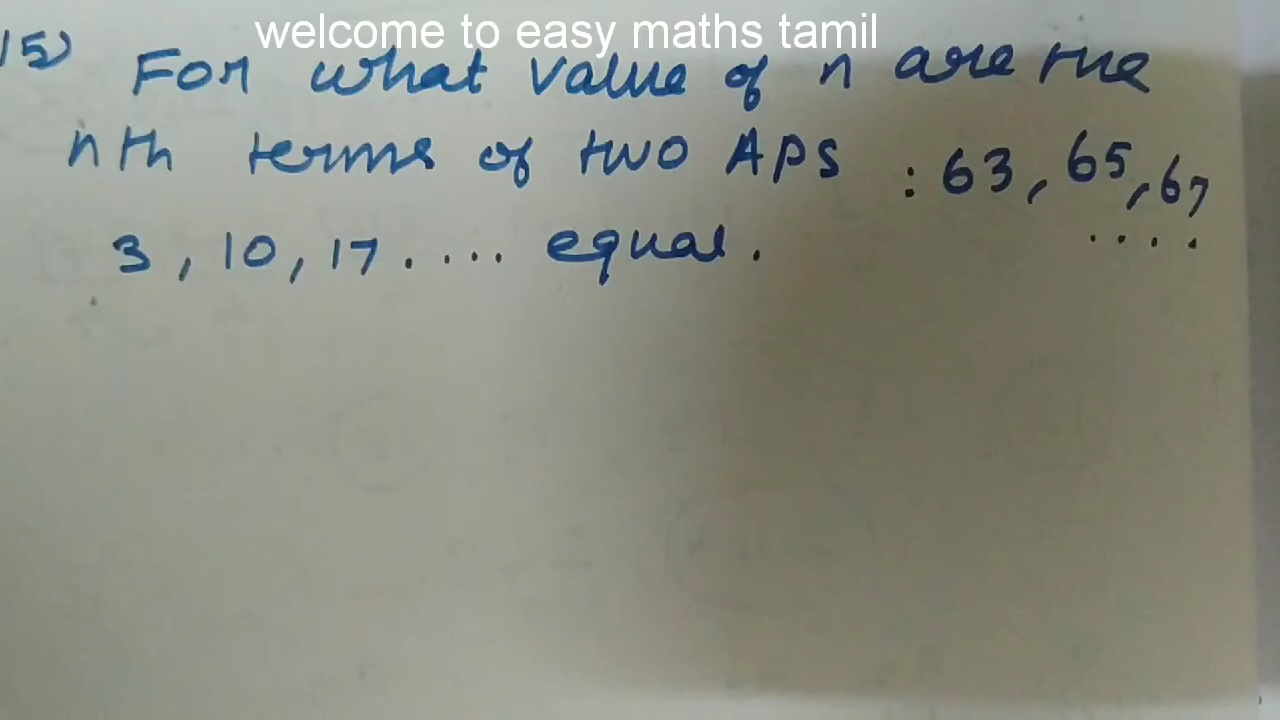 welcome to easy maths tamil
15) For what value of n are the
nth terms of two APS : 63, 65, 67
....
3, 10, 17 .... equal.